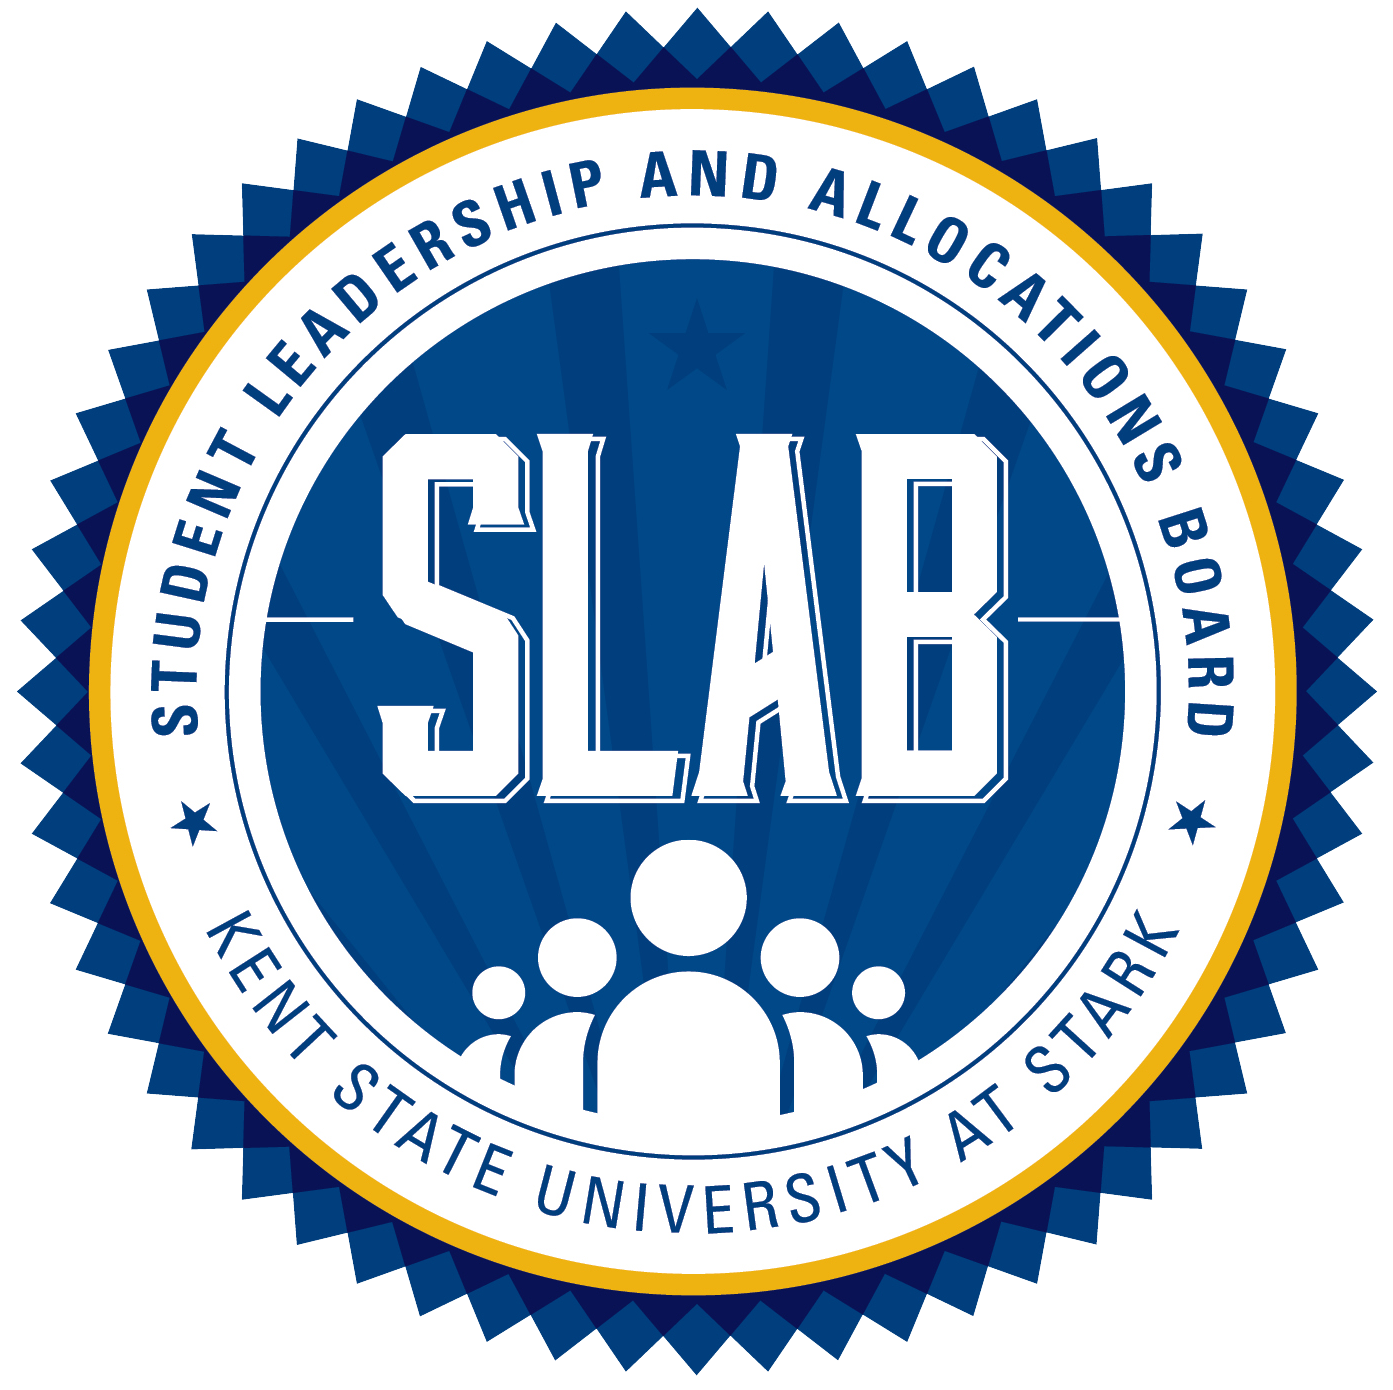 STUDENT LEADERSHIP AND ALLOCATIONS BOARD
SLAB
KENT STATE UNIVERSITY AT STARK